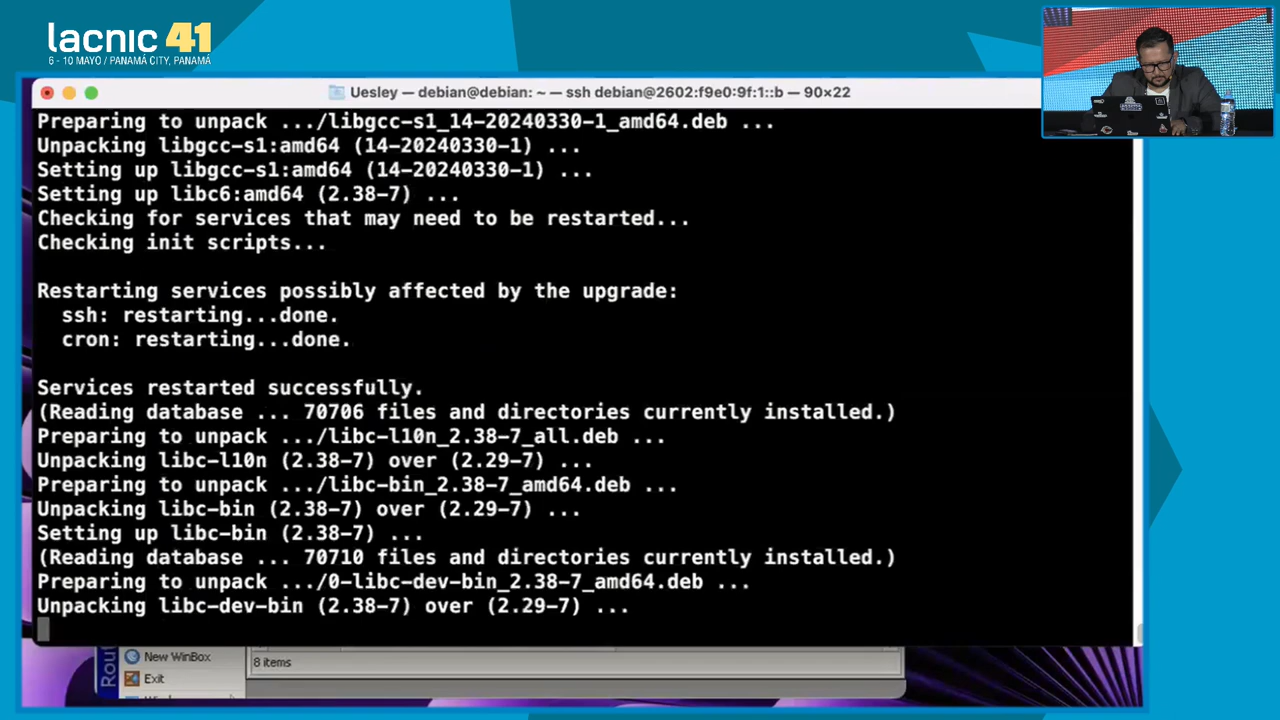 lacnic 41
6 - 10 MAYO / PANAMÁ CITY, PANAMÁ
Uesley — debian@debian: ~ — ssh debian@2602:f9e0:9f:1::b — 90×22
Preparing to unpack .../libgcc-s1_14-20240330-1_amd64.deb ...
Unpacking libgcc-s1:amd64 (14-20240330-1) ...
Setting up libgcc-s1:amd64 (14-20240330-1) ...
Setting up libc6:amd64 (2.38-7) ...
Checking for services that may need to be restarted...
Checking init scripts...
Restarting services possibly affected by the upgrade:
ssh: restarting...done.
cron: restarting...done.
Services restarted successfully.
(Reading database ... 70706 files and directories currently installed.)
Preparing to unpack .../libc-l10n_2.38-7_all.deb ...
Unpacking libc-l10n (2.38-7) over (2.29-7) ...
Preparing to unpack .../libc-bin_2.38-7_amd64.deb ...
Unpacking libc-bin (2.38-7) over (2.29-7) ...
Setting up libc-bin (2.38-7) ...
(Reading database ... 70710 files and directories currently installed.)
Preparing to unpack .../0-libc-dev-bin_2.38-7_amd64.deb ...
Unpacking libc-dev-bin (2.38-7) over (2.29-7) ...
New WinBox
8 items
Exit